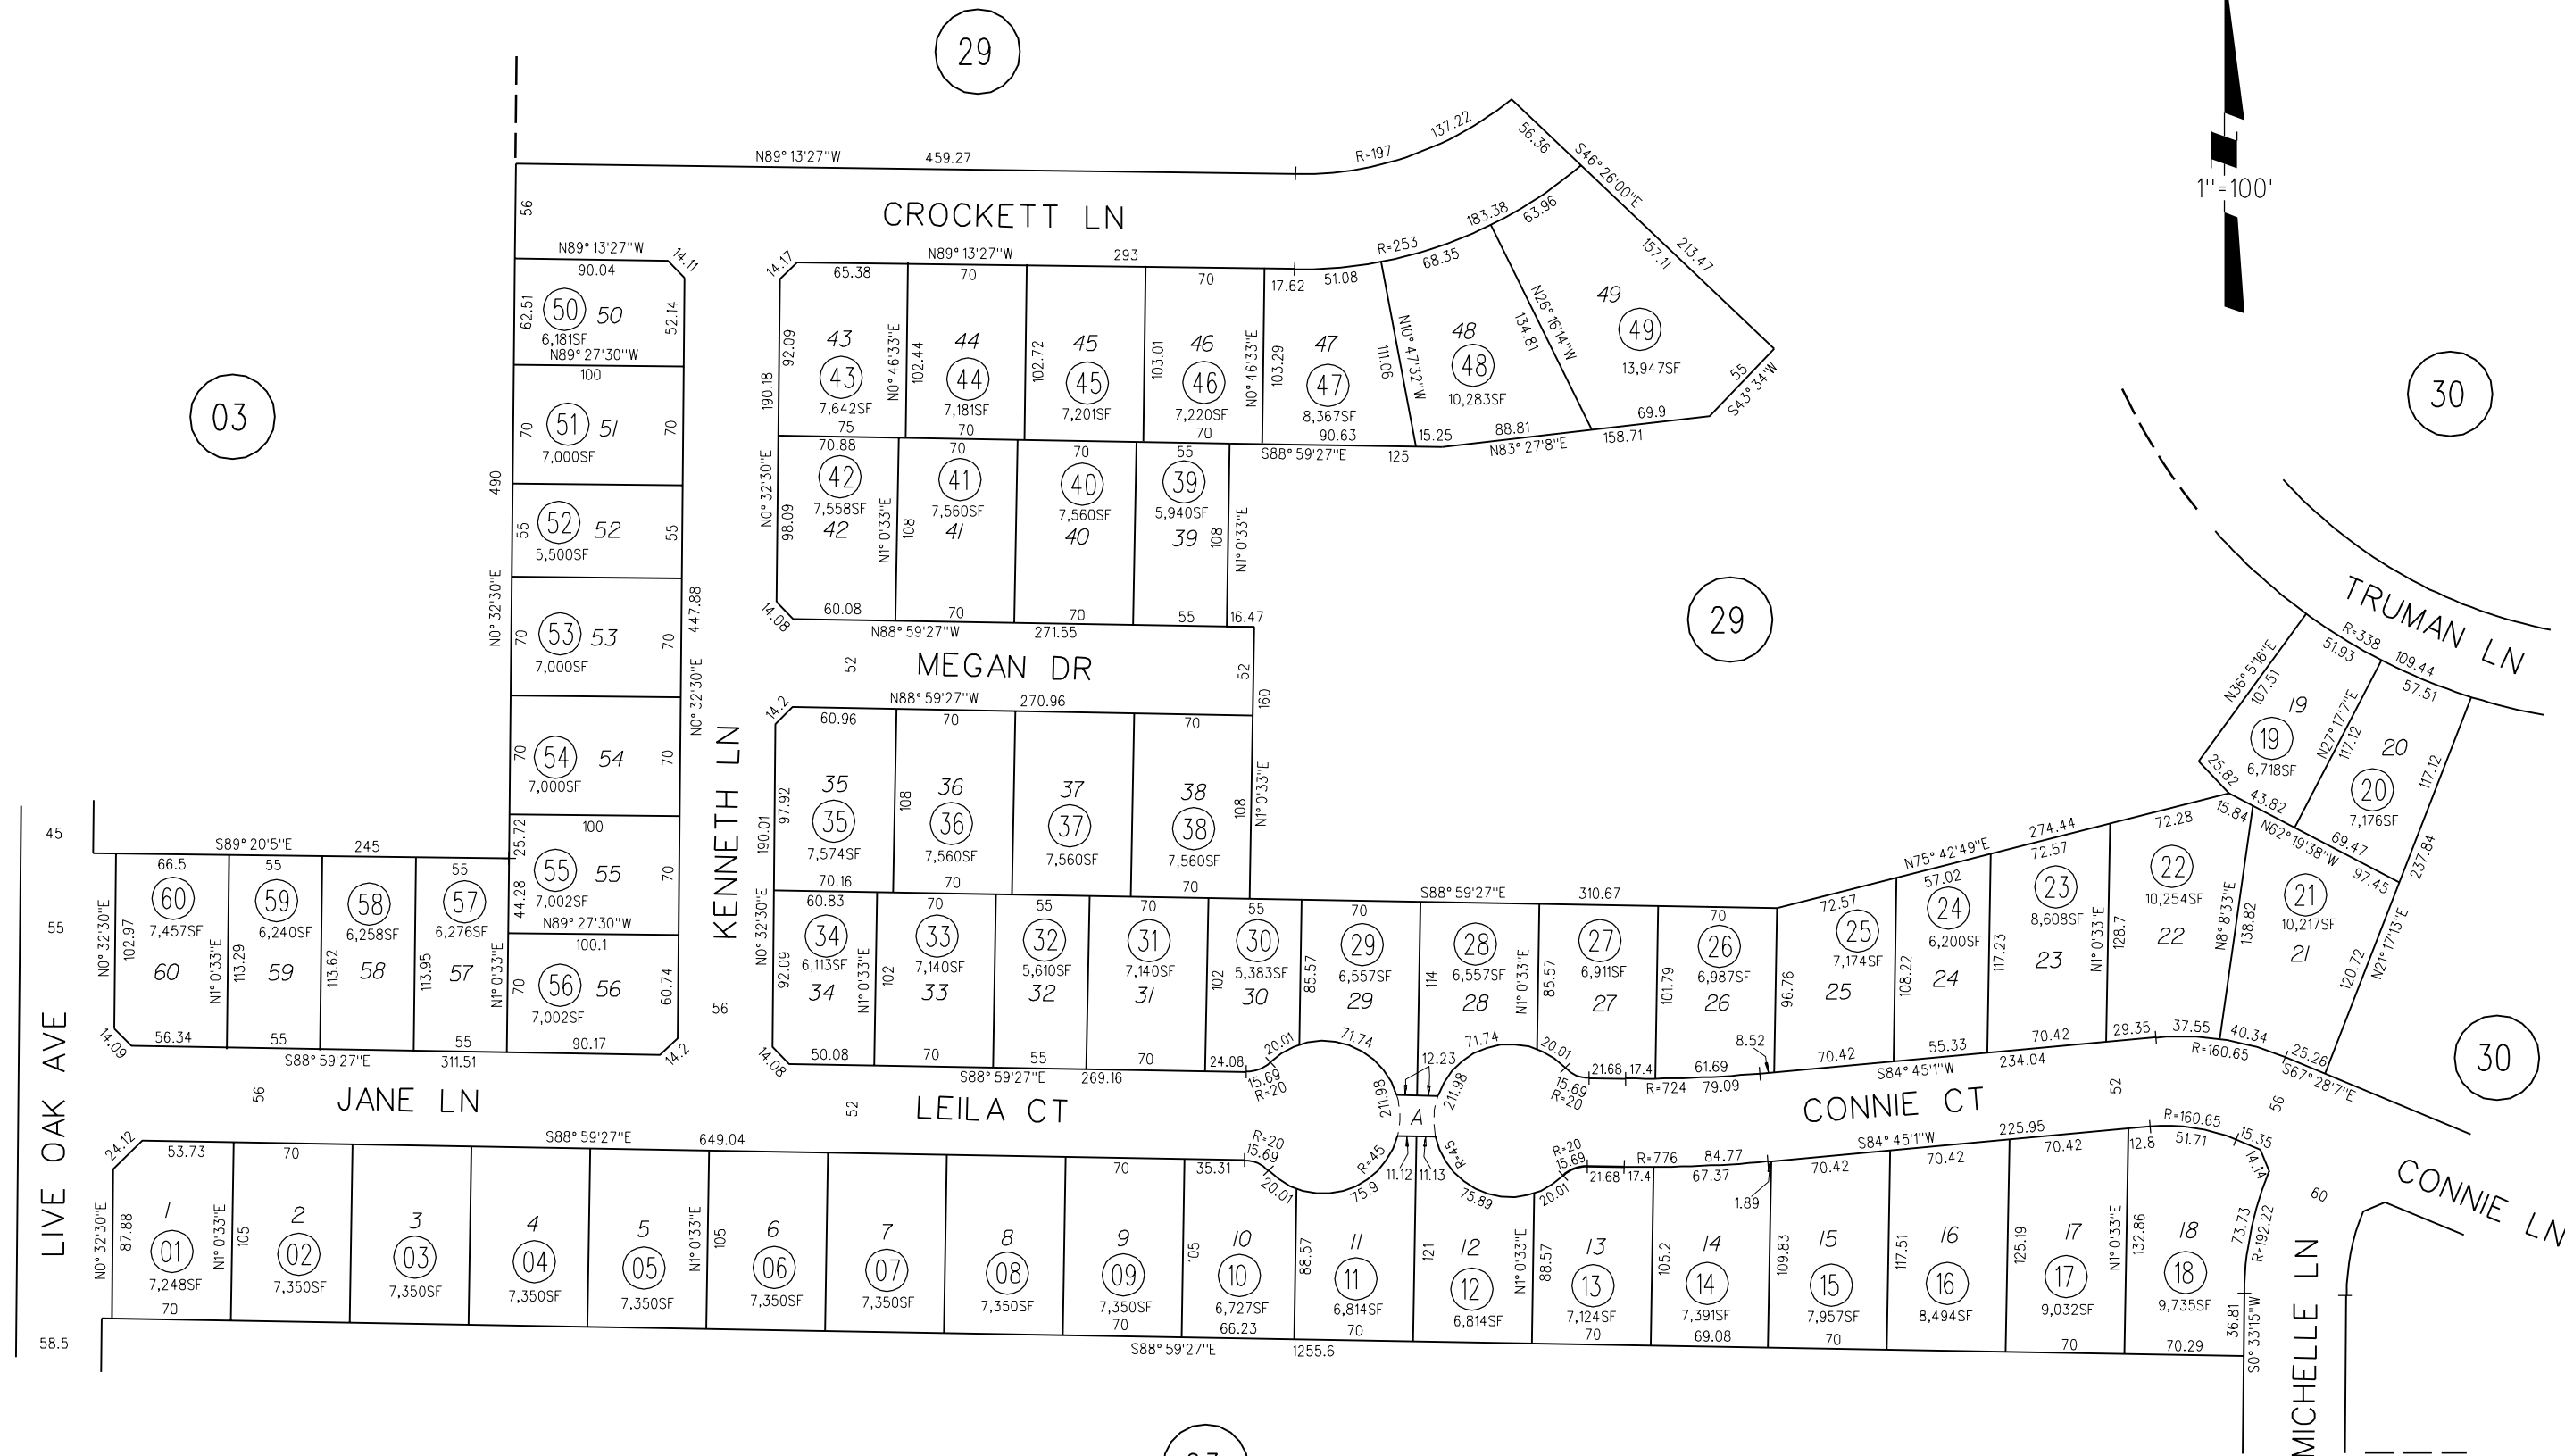 29
N89°13'27"W 459.27
R=197
137.22
56.36
S46°26'00"E
1"=100'
56
CROCKETT LN
N89°13'27"W
90.04
14.11
14.17
N89°13'27"W 293
R=253
183.38
63.96
213.47
157.11
65.38
70
70
17.62
51.08
68.35
62.51
50 50
6,181SF
52.14
N89°27'30"W
100
43
43
7,642SF
92.09
75
N0°46'33"E
102.44
44
44
7,181SF
70
102.72
45
45
7,201SF
103.01
46
46
7,220SF
70
N0°46'33"E
103.29
47
47
8,367SF
90.63
N10°47'32"W
111.06
48
48
10,283SF
N26°16'14"W
134.81
49
49
13,947SF
55
S43°34'W
15.25
88.81
69.9
S88°59'27"E 125
N83°27'8"E
158.71
03
30
490
N0°32'30"E
70
51 51
7,000SF
70
55
52 52
5,500SF
55
70
53 53
7,000SF
70
70
54 54
7,000SF
70
100
25.72
44.28
55 55
7,002SF
70
N89°27'30"W
100.1
70
56 56
7,002SF
60.74
90.17
14.2
447.88
N0°32'30"E
KENNETH LN
56
190.18
N0°32'30"E
98.09
70.88
42
7,558SF
42
N1°0'33"E
108
70
41
7,560SF
41
70
40
7,560SF
40
55
39
5,940SF
39
108
N1°0'33"E
14.08
60.08
70
70
55
16.47
N88°59'27"W 271.55
52
MEGAN DR
52
160
29
14.2
N88°59'27"W 270.96
60.96
70
70
190.01
N0°32'30"E
97.92
35
35
7,574SF
70.16
108
36
36
7,560SF
70
37
37
7,560SF
38
38
7,560SF
70
108
N1°0'33"E
TRUMAN LN
R=338
109.44
51.93
57.51
N36°5'16"E
107.51
19
19
6,718SF
N27°17'7"E
117.12
20
20
7,176SF
117.12
25.82
43.82
15.84
N62°19'38"W
69.47
97.45
237.84
N21°17'13"E
120.72
45
55
S89°20'5"E 245
66.5
55
55
N0°32'30"E
102.97
60
7,457SF
60
N1°0'33"E
113.29
59
6,240SF
59
113.62
58
6,258SF
58
113.95
57
6,276SF
57
N1°0'33"E
14.09
56.34
55
55
S88°59'27"E 311.51
60.83
34
6,113SF
34
92.09
N1°0'33"E
102
70
33
7,140SF
33
55
32
5,610SF
32
70
31
7,140SF
31
102
55
30
5,383SF
30
85.57
70
29
6,557SF
29
114
28
6,557SF
28
N1°0'33"E
85.57
27
6,911SF
27
101.79
70
26
6,987SF
26
S88°59'27"E 310.67
96.76
72.57
25
7,174SF
25
108.22
57.02
24
6,200SF
24
117.23
N75°42'49"E
274.44
72.57
23
8,608SF
23
N1°0'33"E
128.7
72.28
22
10,254SF
22
N8°8'33"E
138.82
21
10,217SF
21
30
14.08
50.08
70
55
70
24.08
S88°59'27"E 269.16
15.69
R=20
20.01
71.74
12.23
71.74
20.01
15.69
R=20
21.68
17.4
R=724
61.69
79.09
8.52
70.42
55.33
70.42
29.35
37.55
40.34
25.26
S84°45'1"W
234.04
R=160.65
S67°28'7"E
211.98
211.98
A
LIVE OAK AVE
56
JANE LN
52
LEILA CT
CONNIE CT
52
56
CONNIE LN
60
MICHELLE LN
24.12
53.73
70
S88°59'27"E 649.04
70
35.31
R=20
15.69
20.01
R=45
75.9
11.12
11.13
R=45
75.89
R=20
15.69
20.01
21.68
17.4
R=776
84.77
67.37
1.89
S84°45'1"W
225.95
70.42
70.42
70.42
12.8
R=160.65
51.71
15.35
14.14
N0°32'30"E
87.88
1
01
7,248SF
70
N1°0'33"E
105
2
02
7,350SF
3
03
7,350SF
4
04
7,350SF
5
05
7,350SF
N1°0'33"E
105
6
06
7,350SF
7
07
7,350SF
8
08
7,350SF
9
09
7,350SF
70
105
10
10
6,727SF
66.23
88.57
11
11
6,814SF
70
121
12
12
6,814SF
N1°0'33"E
88.57
13
13
7,124SF
70
105.2
14
14
7,391SF
69.08
109.83
15
15
7,957SF
70
117.51
16
16
8,494SF
125.19
17
17
9,032SF
70
N1°0'33"E
132.86
18
18
9,735SF
70.29
73.73
R=192.22
36.81
S0°33'15"W
58.5
S88°59'27"E 1255.6